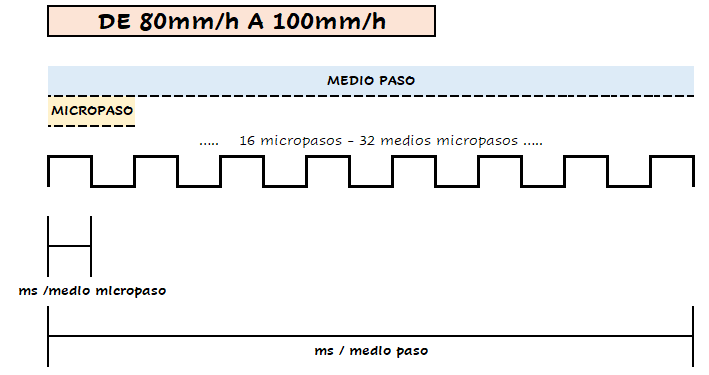 DE 80mm/h A 100mm/h
MEDIO PASO
MICROPASO
..... 16 micropasos - 32 medios micropasos .....
ms /medio micropaso
ms / medio paso